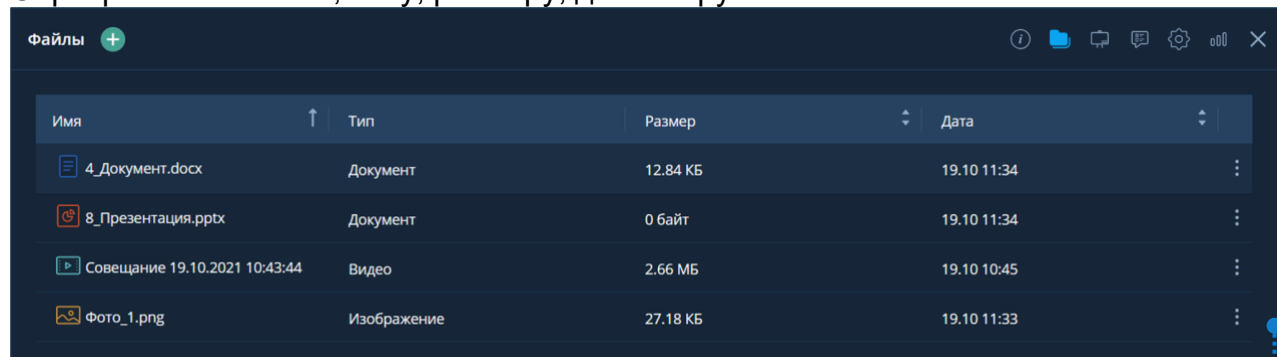 Файлы
Имя Тип Размер Дата
4_Документ.docx Документ 12.84 КБ 19.10 11:34
8_Презентация.pptx Документ 0 байт 19.10 11:34
Совещание 19.10.2021 10:43:44 Видео 2.66 МБ 19.10 10:45
Фото_1.png Изображение 27.18 КБ 19.10 11:33